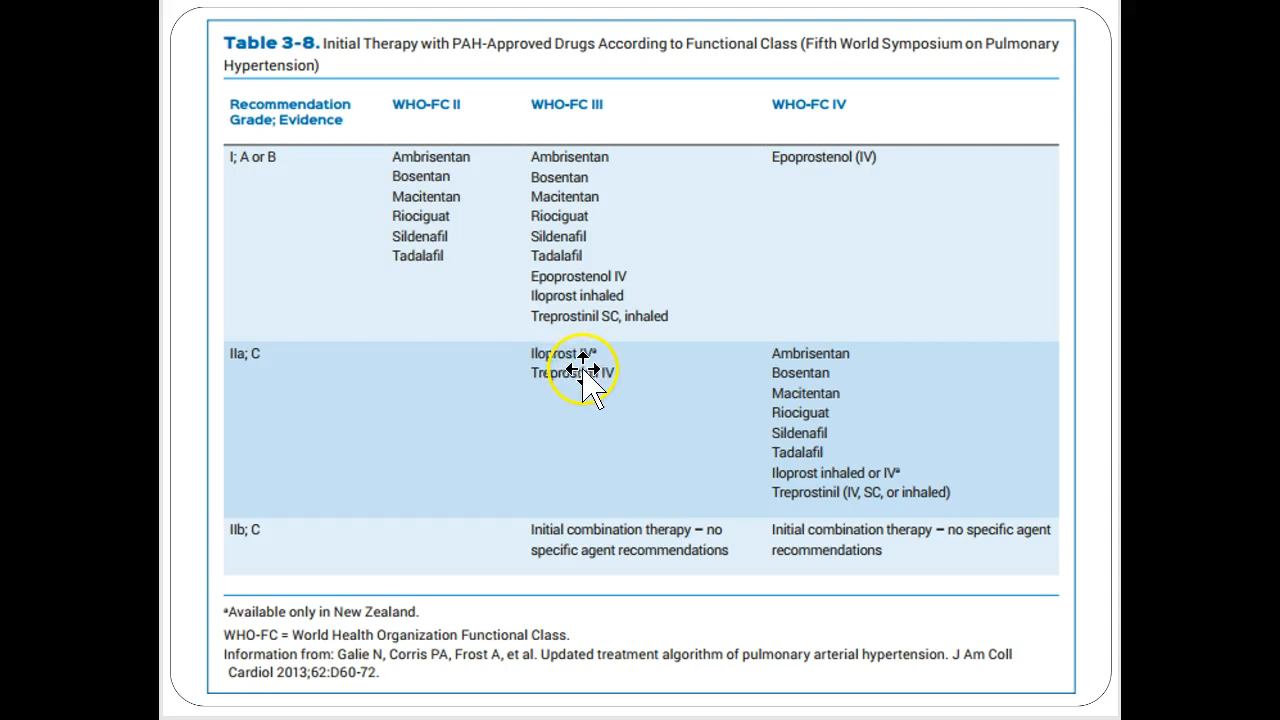 Table 3-8. Initial Therapy with PAH-Approved Drugs According to Functional Class (Fifth World Symposium on Pulmonary
Hypertension)
Recommendation
Grade; Evidence
WHO-FC II
WHO-FC III
WHO-FC IV
I; A or B
Ambrisentan
Bosentan
Macitentan
Riociguat
Sildenafil
Tadalafil
Ambrisentan
Bosentan
Macitentan
Riociguat
Sildenafil
Tadalafil
Epoprostenol IV
Iloprost inhaled
Treprostinil SC, inhaled
Epoprostenol (IV)
IIa; C
Iloprost IVª
Treprostinil IV
Ambrisentan
Bosentan
Macitentan
Riociguat
Sildenafil
Tadalafil
Iloprost inhaled or IVª
Treprostinil (IV, SC, or inhaled)
IIb; C
Initial combination therapy – no
specific agent recommendations
Initial combination therapy – no specific agent
recommendations
ªAvailable only in New Zealand.
WHO-FC = World Health Organization Functional Class.
Information from: Galie N, Corris PA, Frost A, et al. Updated treatment algorithm of pulmonary arterial hypertension. J Am Coll
Cardiol 2013;62:D60-72.